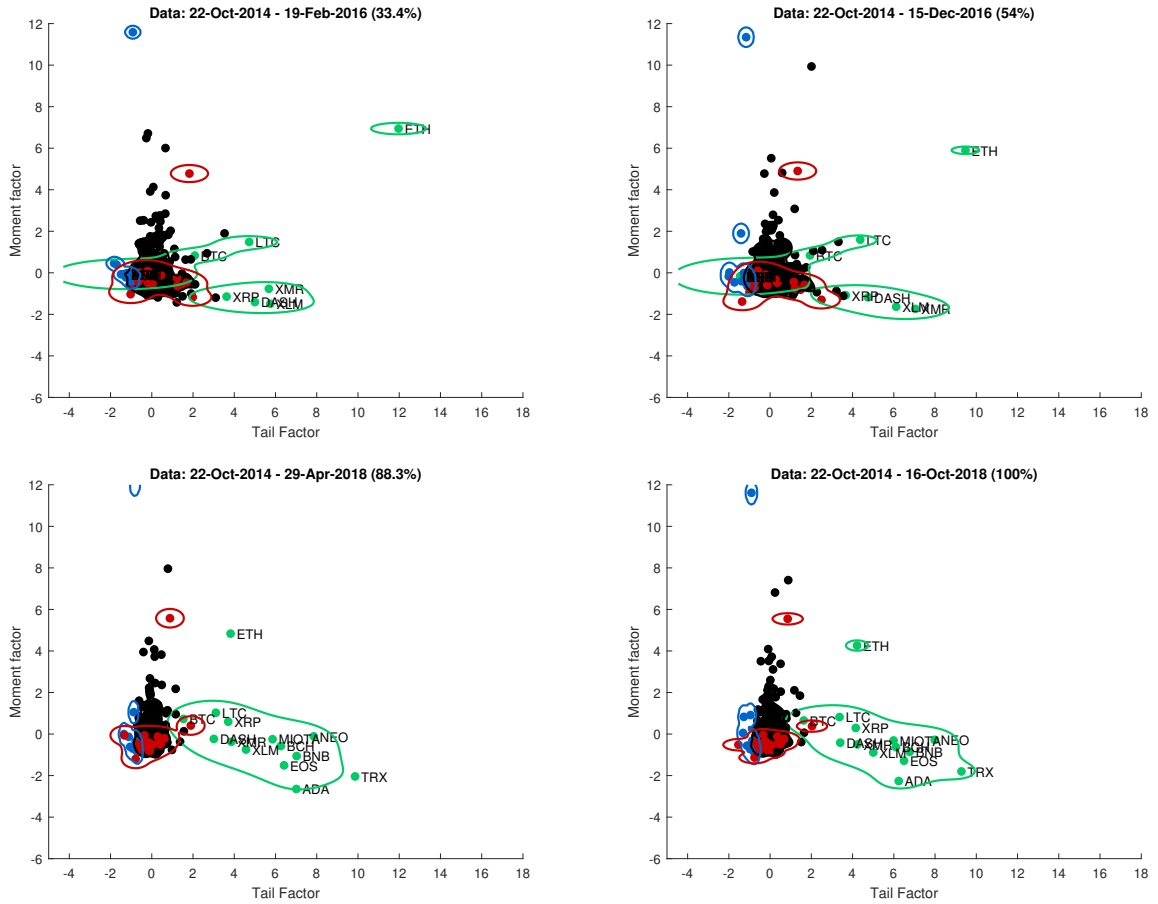 Data: 22-Oct-2014 - 19-Feb-2016 (33.4%)
12
10
8
6
4
2
0
-2
-4
-6
Moment factor
ETH
LTC
BTC
XMR
XRP
DASH
XLM
-4 -2 0 2 4 6 8 10 12 14 16 18
Tail Factor
Data: 22-Oct-2014 - 15-Dec-2016 (54%)
12
10
8
6
4
2
0
-2
-4
-6
Moment factor
ETH
LTC
BTC
XRP
DASH
XLM
XMR
-4 -2 0 2 4 6 8 10 12 14 16 18
Tail Factor
Data: 22-Oct-2014 - 29-Apr-2018 (88.3%)
12
10
8
6
4
2
0
-2
-4
-6
Moment factor
ETH
LTC
BTC
XRP
DASH
XMR
MIOTA
NEO
BCH
XLM
BNB
EOS
TRX
ADA
-4 -2 0 2 4 6 8 10 12 14 16 18
Tail Factor
Data: 22-Oct-2014 - 16-Oct-2018 (100%)
12
10
8
6
4
2
0
-2
-4
-6
Moment factor
ETH
LTC
BTC
XRP
DASH
XMR
MIOTA
NEO
BCH
XLM
BNB
EOS
TRX
ADA
-4 -2 0 2 4 6 8 10 12 14 16 18
Tail Factor